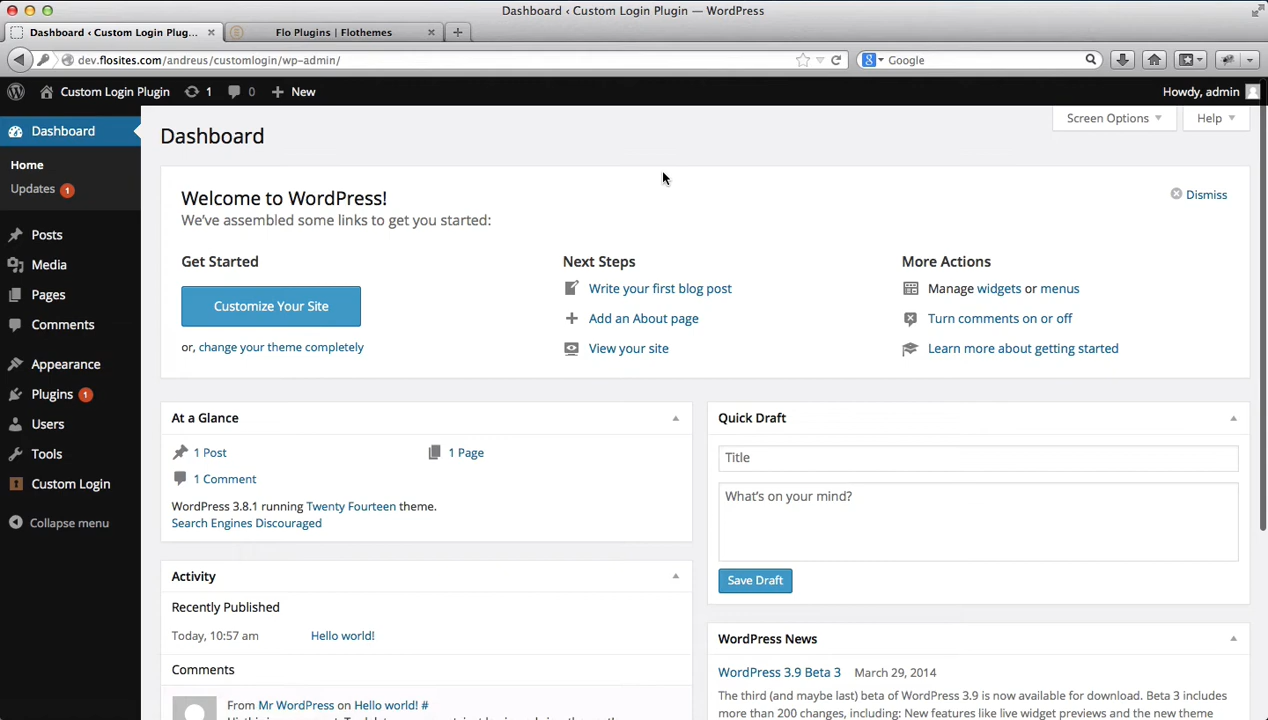 Dashboard ‹ Custom Login Plugin — WordPress
Dashboard ‹ Custom Login Plug...
Flo Plugins | Flothemes
dev.flosites.com/andreus/customlogin/wp-admin/
Google
Custom Login Plugin 1 0 New
Howdy, admin
Dashboard
Home
Updates 1
Posts
Media
Pages
Comments
Appearance
Plugins 1
Users
Tools
Custom Login
Collapse menu
Screen Options
Help
Dashboard
Welcome to WordPress!
Dismiss
We've assembled some links to get you started:
Get Started
Customize Your Site
or, change your theme completely
Next Steps
Write your first blog post
Add an About page
View your site
More Actions
Manage widgets or menus
Turn comments on or off
Learn more about getting started
At a Glance
1 Post
1 Page
1 Comment
WordPress 3.8.1 running Twenty Fourteen theme.
Search Engines Discouraged
Activity
Recently Published
Today, 10:57 am Hello world!
Comments
From Mr WordPress on Hello world! #
Quick Draft
Title
What's on your mind?
Save Draft
WordPress News
WordPress 3.9 Beta 3 March 29, 2014
The third (and maybe last) beta of WordPress 3.9 is now available for download. Beta 3 includes
more than 200 changes, including: New features like live widget previews and the new theme